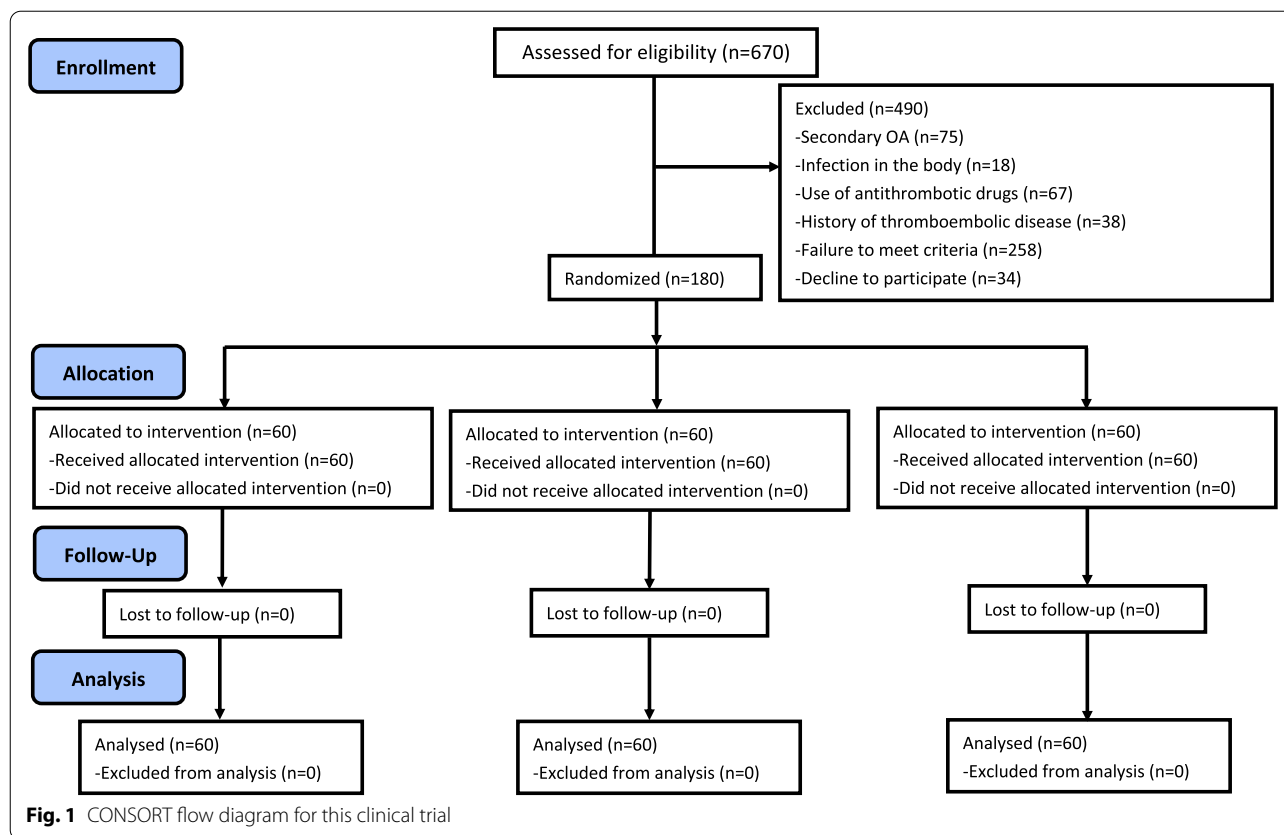 Enrollment
Assessed for eligibility (n=670)
Excluded (n=490)
-Secondary OA (n=75)
-Infection in the body (n=18)
-Use of antithrombotic drugs (n=67)
-History of thromboembolic disease (n=38)
-Failure to meet criteria (n=258)
-Decline to participate (n=34)
Randomized (n=180)
Allocation
Allocated to intervention (n=60)
-Received allocated intervention (n=60)
-Did not receive allocated intervention (n=0)
Allocated to intervention (n=60)
-Received allocated intervention (n=60)
-Did not receive allocated intervention (n=0)
Allocated to intervention (n=60)
-Received allocated intervention (n=60)
-Did not receive allocated intervention (n=0)
Follow-Up
Lost to follow-up (n=0)
Lost to follow-up (n=0)
Lost to follow-up (n=0)
Analysis
Analysed (n=60)
-Excluded from analysis (n=0)
Analysed (n=60)
-Excluded from analysis (n=0)
Analysed (n=60)
-Excluded from analysis (n=0)
Fig. 1 CONSORT flow diagram for this clinical trial